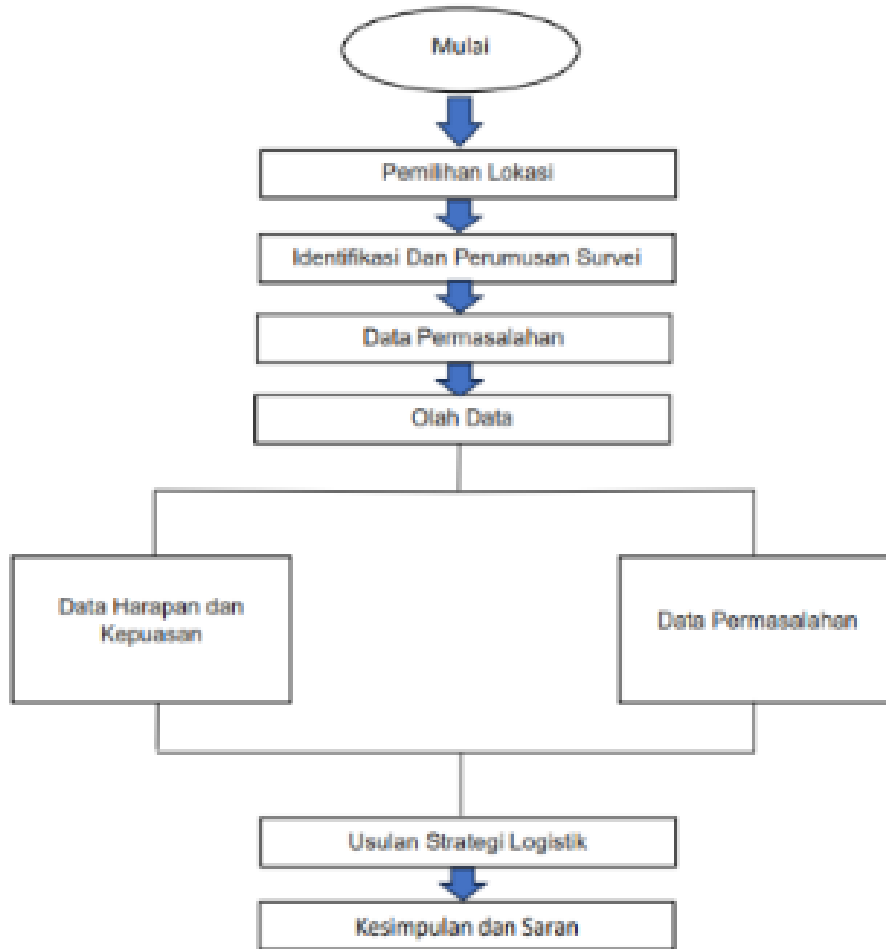 Mulai
Pemilihan Lokasi
Identifikasi Dan Perumusan Survei
Data Permasalahan
Olah Data
Data Harapan dan
Kepuasan
Data Permasalahan
Usulan Strategi Logistik
Kesimpulan dan Saran